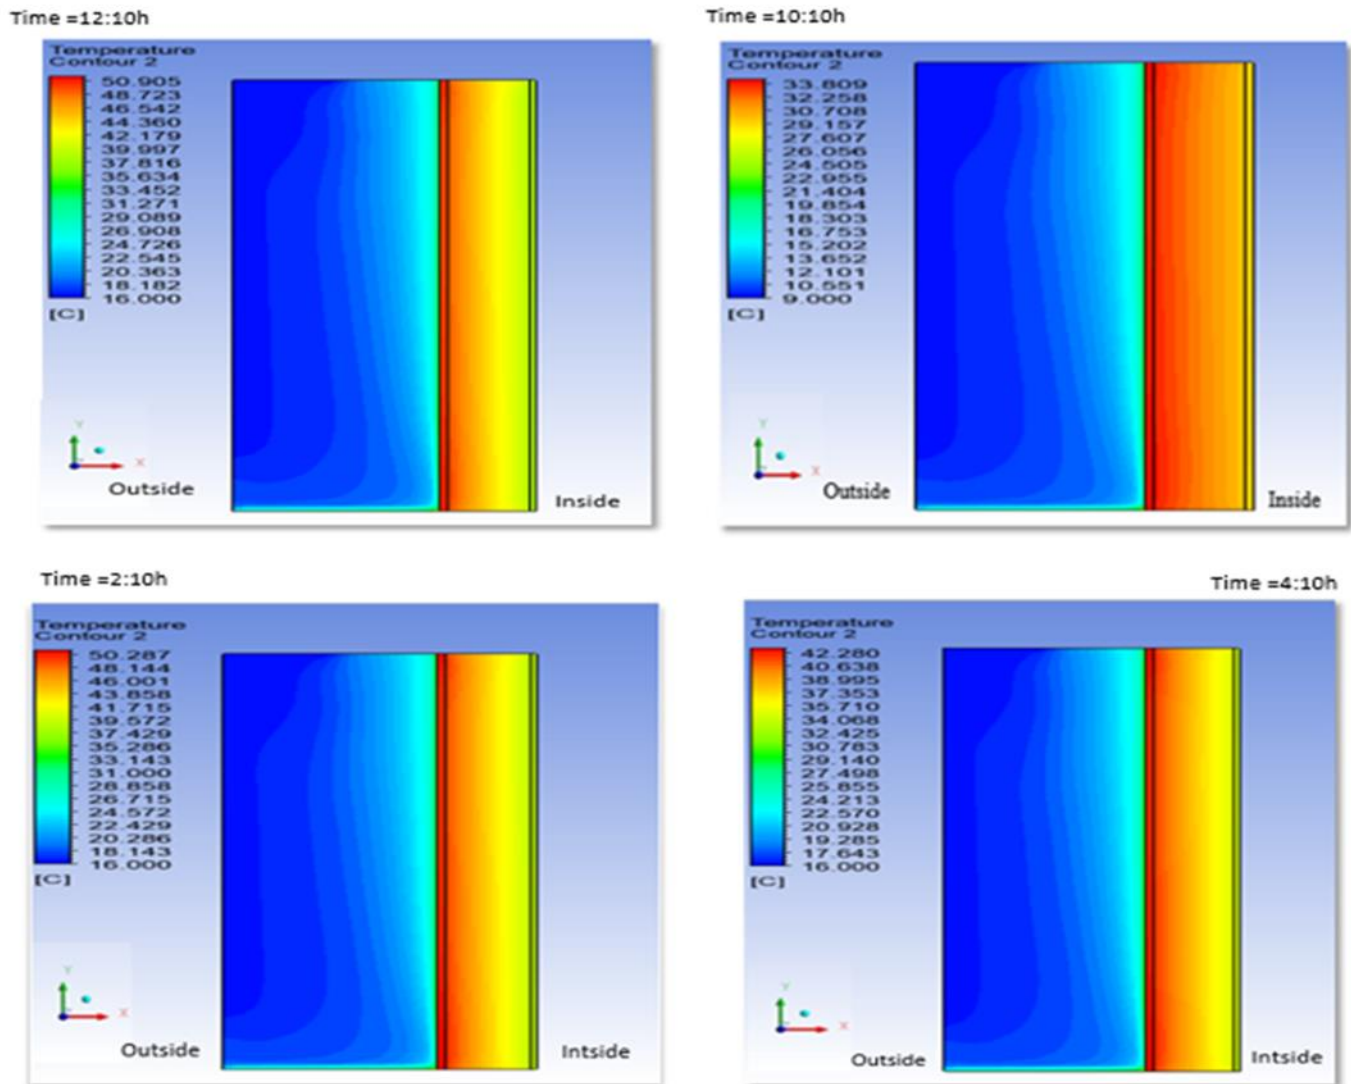 Time =12:10h
Temperature
Contour 2
50.905
48.723
46.542
44.360
42.179
39.997
37.816
35.634
33.452
31.271
29.089
26.908
24.726
22.545
20.363
18.182
16.000
[C]
Y
X
Outside
Inside
Time =10:10h
Temperature
Contour 2
33.809
32.258
30.708
29.157
27.607
26.056
24.505
22.955
21.404
19.854
18.303
16.753
15.202
13.652
12.101
10.551
9.000
[C]
Y
X
Outside
Inside
Time =2:10h
Temperature
Contour 2
50.287
48.144
46.001
43.858
41.715
39.572
37.429
35.286
33.143
31.000
28.858
26.715
24.572
22.429
20.286
18.143
16.000
[C]
Y
X
Outside
Intside
Time =4:10h
Temperature
Contour 2
42.280
40.638
38.995
37.353
35.710
34.068
32.425
30.783
29.140
27.498
25.855
24.213
22.570
20.928
19.285
17.643
16.000
[C]
Y
X
Outside
Intside